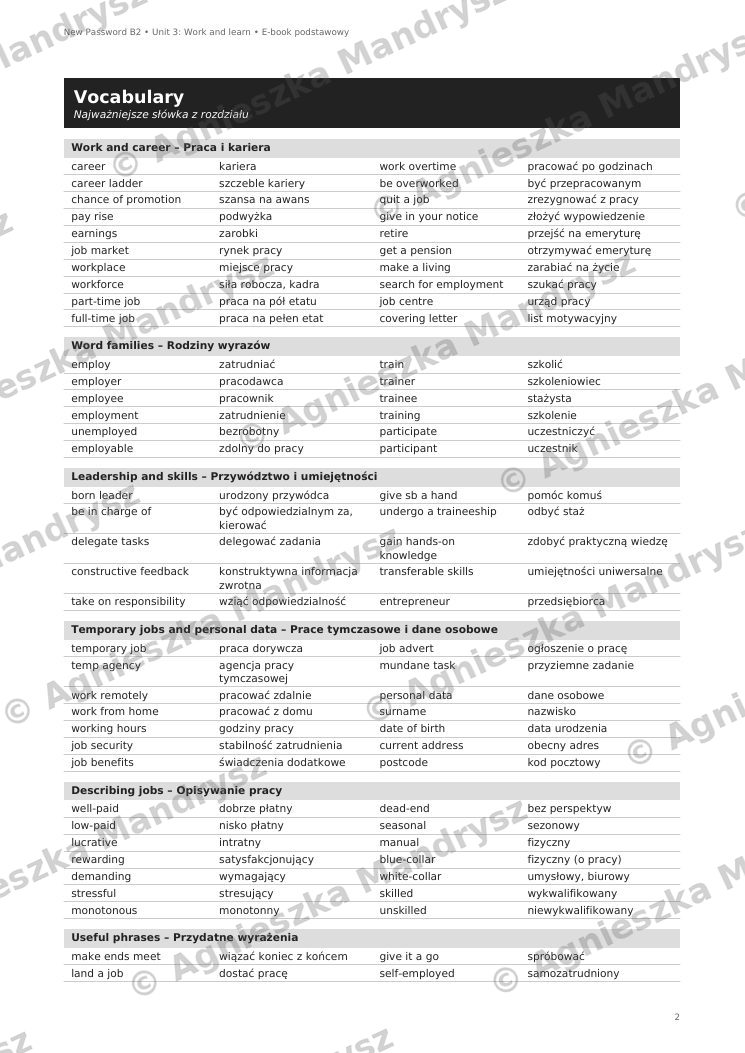 New Password B2 • Unit 3: Work and learn • E-book podstawowy
Vocabulary
Najważniejsze słówka z rozdziału
Work and career – Praca i kariera
career kariera work overtime pracować po godzinach
career ladder szczeble kariery be overworked być przepracowanym
chance of promotion szansa na awans quit a job zrezygnować z pracy
pay rise podwyżka give in your notice złożyć wypowiedzenie
earnings zarobki retire przejść na emeryturę
job market rynek pracy get a pension otrzymywać emeryturę
workplace miejsce pracy make a living zarabiać na życie
workforce siła robocza, kadra search for employment szukać pracy
part-time job praca na pół etatu job centre urząd pracy
full-time job praca na pełen etat covering letter list motywacyjny
Word families – Rodziny wyrazów
employ zatrudniać train szkolić
employer pracodawca trainer szkoleniowiec
employee pracownik trainee stażysta
employment zatrudnienie training szkolenie
unemployed bezrobotny participate uczestniczyć
employable zdolny do pracy participant uczestnik
Leadership and skills – Przywództwo i umiejętności
born leader urodzony przywódca give sb a hand pomóc komuś
be in charge of być odpowiedzialnym za, undergo a traineeship odbyć staż
kierować
delegate tasks delegować zadania gain hands-on zdobyć praktyczną wiedzę
knowledge
constructive feedback konstruktywna informacja transferable skills umiejętności uniwersalne
zwrotna
take on responsibility wziąć odpowiedzialność entrepreneur przedsiębiorca
Temporary jobs and personal data – Prace tymczasowe i dane osobowe
temporary job praca dorywcza job advert ogłoszenie o pracę
temp agency agencja pracy mundane task przyziemne zadanie
tymczasowej
work remotely pracować zdalnie personal data dane osobowe
work from home pracować z domu surname nazwisko
working hours godziny pracy date of birth data urodzenia
job security stabilność zatrudnienia current address obecny adres
job benefits świadczenia dodatkowe postcode kod pocztowy
Describing jobs – Opisywanie pracy
well-paid dobrze płatny dead-end bez perspektyw
low-paid nisko płatny seasonal sezonowy
lucrative intratny manual fizyczny
rewarding satysfakcjonujący blue-collar fizyczny (o pracy)
demanding wymagający white-collar umysłowy, biurowy
stressful stresujący skilled wykwalifikowany
monotonous monotonny unskilled niewykwalifikowany
Useful phrases – Przydatne wyrażenia
make ends meet wiązać koniec z końcem give it a go spróbować
land a job dostać pracę self-employed samozatrudniony
2
© Agnieszka Mandrysz